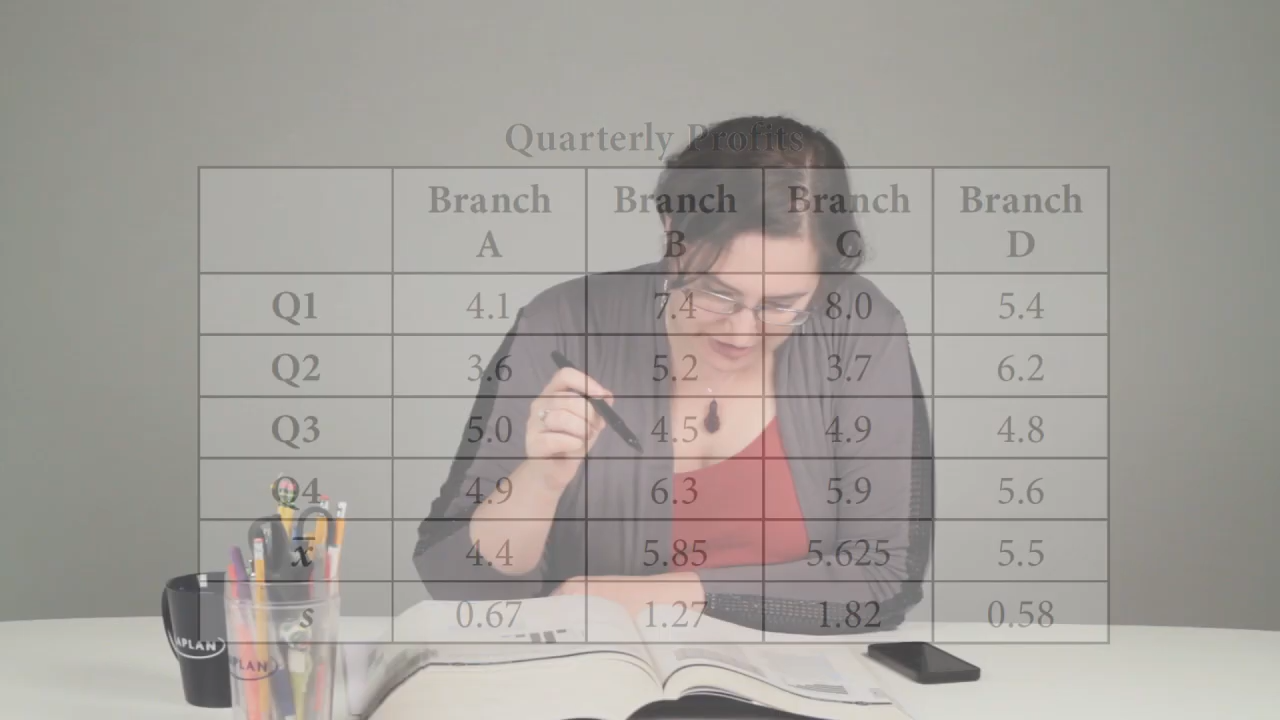 Quarterly Profits
Branch A Branch B Branch C Branch D
Q1 4.1 7.4 8.0 5.4
Q2 3.6 5.2 3.7 6.2
Q3 5.0 4.5 4.9 4.8
Q4 4.9 6.3 5.9 5.6
x̅ 4.4 5.85 5.625 5.5
s 0.67 1.27 1.82 0.58
APLAN
PLAN